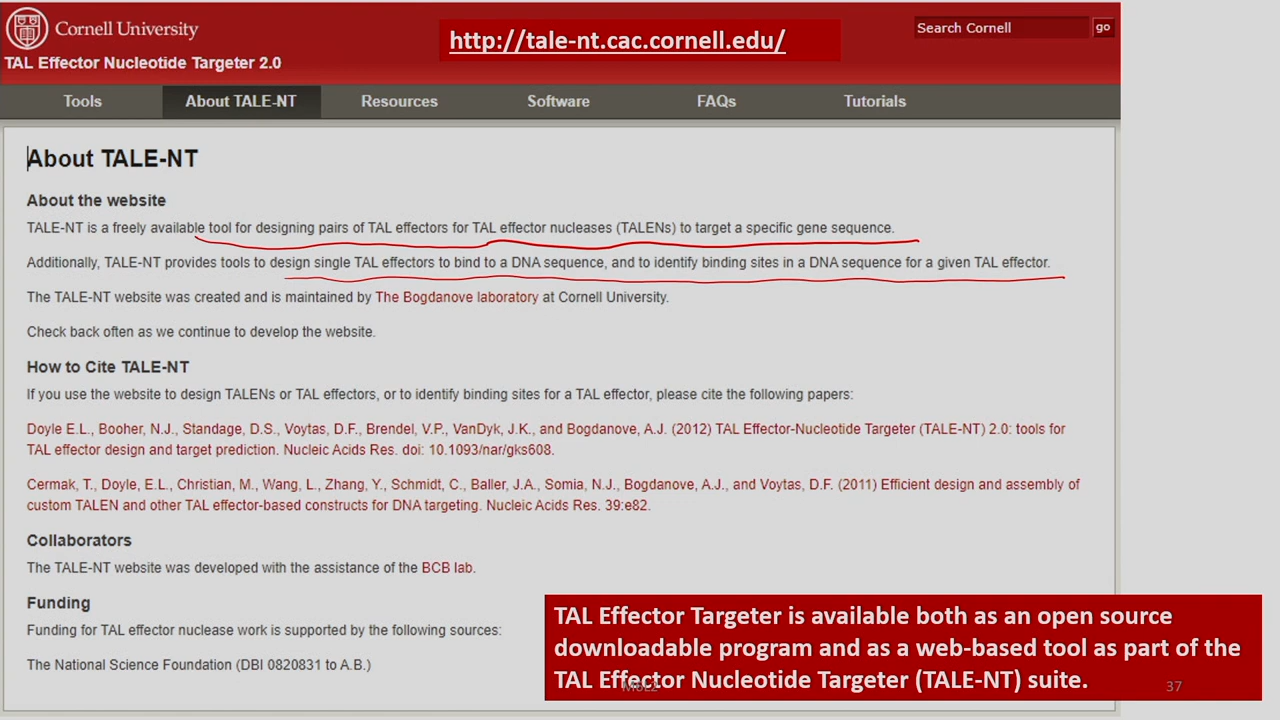 Cornell University
http://tale-nt.cac.cornell.edu/
Search Cornell
go
TAL Effector Nucleotide Targeter 2.0
Tools About TALE-NT Resources Software FAQs Tutorials
About TALE-NT
About the website
TALE-NT is a freely available tool for designing pairs of TAL effectors for TAL effector nucleases (TALENs) to target a specific gene sequence.
Additionally, TALE-NT provides tools to design single TAL effectors to bind to a DNA sequence, and to identify binding sites in a DNA sequence for a given TAL effector.
The TALE-NT website was created and is maintained by The Bogdanove laboratory at Cornell University.
Check back often as we continue to develop the website.
How to Cite TALE-NT
If you use the website to design TALENs or TAL effectors, or to identify binding sites for a TAL effector, please cite the following papers:
Doyle E.L., Booher, N.J., Standage, D.S., Voytas, D.F., Brendel, V.P., VanDyk, J.K., and Bogdanove, A.J. (2012) TAL Effector-Nucleotide Targeter (TALE-NT) 2.0: tools for
TAL effector design and target prediction. Nucleic Acids Res. doi: 10.1093/nar/gks608.
Cermak, T., Doyle, E.L., Christian, M., Wang, L., Zhang, Y., Schmidt, C., Baller, J.A., Somia, N.J., Bogdanove, A.J., and Voytas, D.F. (2011) Efficient design and assembly of
custom TALEN and other TAL effector-based constructs for DNA targeting. Nucleic Acids Res. 39:e82.
Collaborators
The TALE-NT website was developed with the assistance of the BCB lab.
Funding
Funding for TAL effector nuclease work is supported by the following sources:
The National Science Foundation (DBI 0820831 to A.B.)
TAL Effector Targeter is available both as an open source
downloadable program and as a web-based tool as part of the
TAL Effector Nucleotide Targeter (TALE-NT) suite.
37